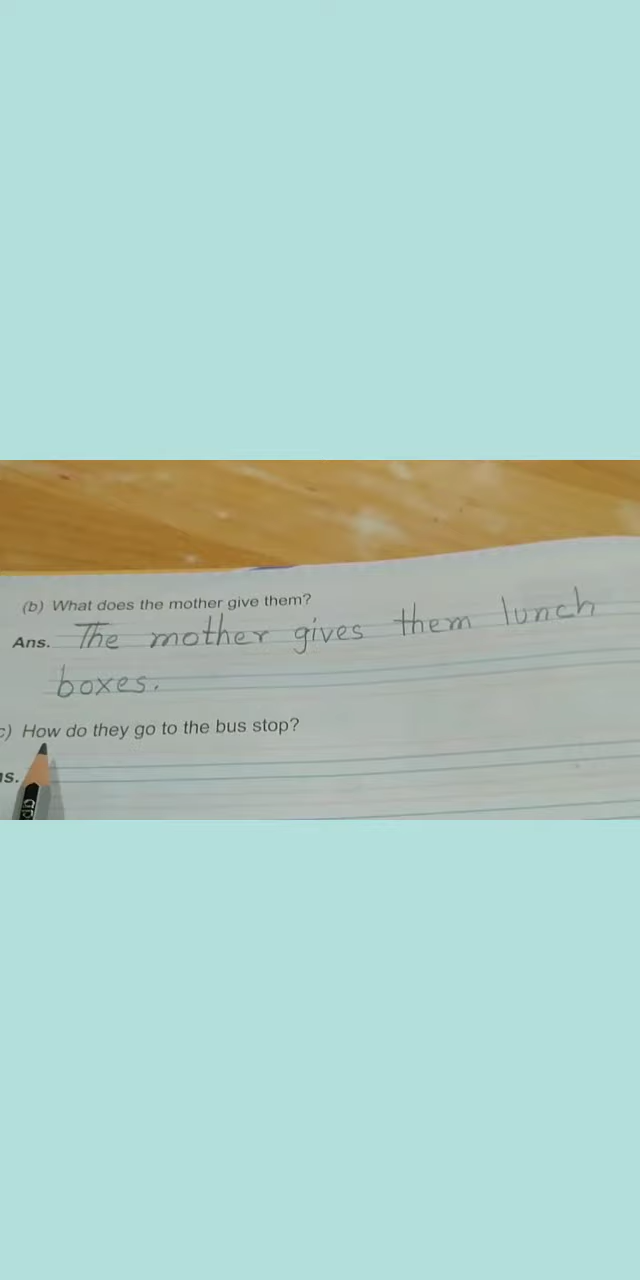 (b) What does the mother give them?
Ans. The mother gives them lunch
boxes.
c) How do they go to the bus stop?
ns.